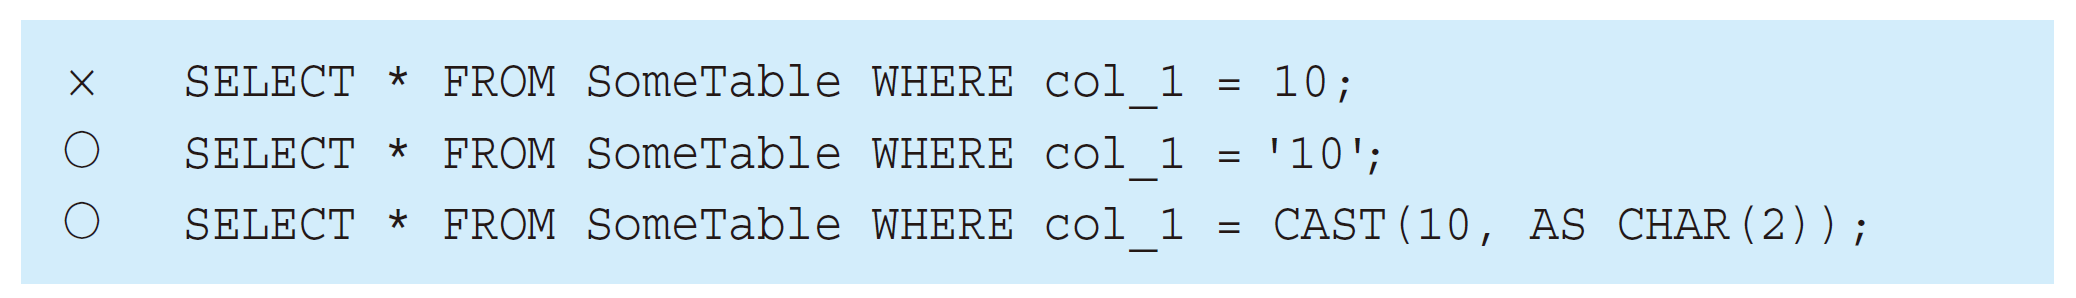 × SELECT * FROM SomeTable WHERE col_1 = 10;
○ SELECT * FROM SomeTable WHERE col_1 = '10';
○ SELECT * FROM SomeTable WHERE col_1 = CAST(10, AS CHAR(2));